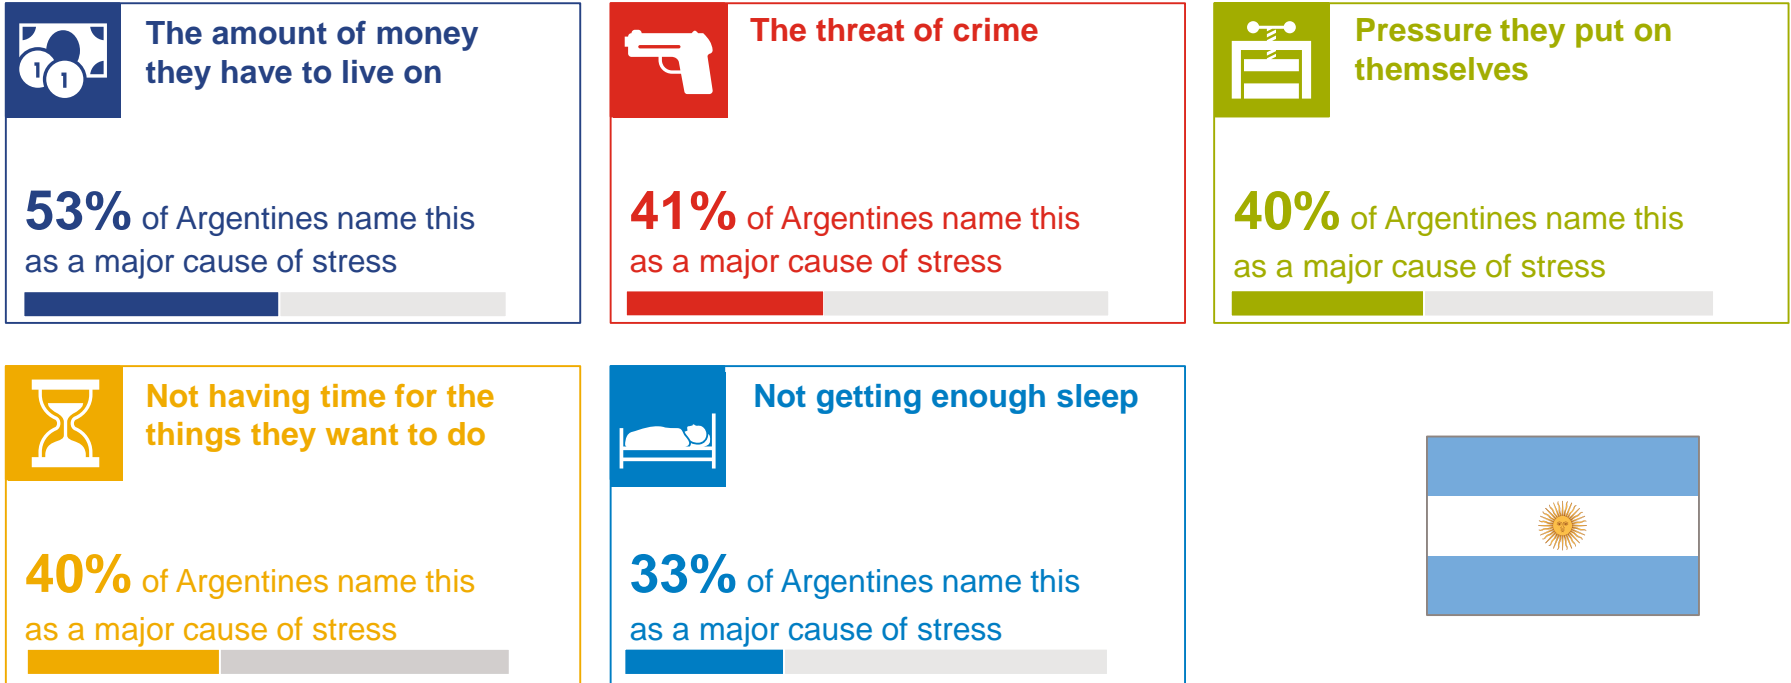 The amount of money
they have to live on
1 1
53% of Argentines name this
as a major cause of stress
The threat of crime
41% of Argentines name this
as a major cause of stress
Pressure they put on
themselves
40% of Argentines name this
as a major cause of stress
Not having time for the
things they want to do
40% of Argentines name this
as a major cause of stress
Not getting enough sleep
33% of Argentines name this
as a major cause of stress